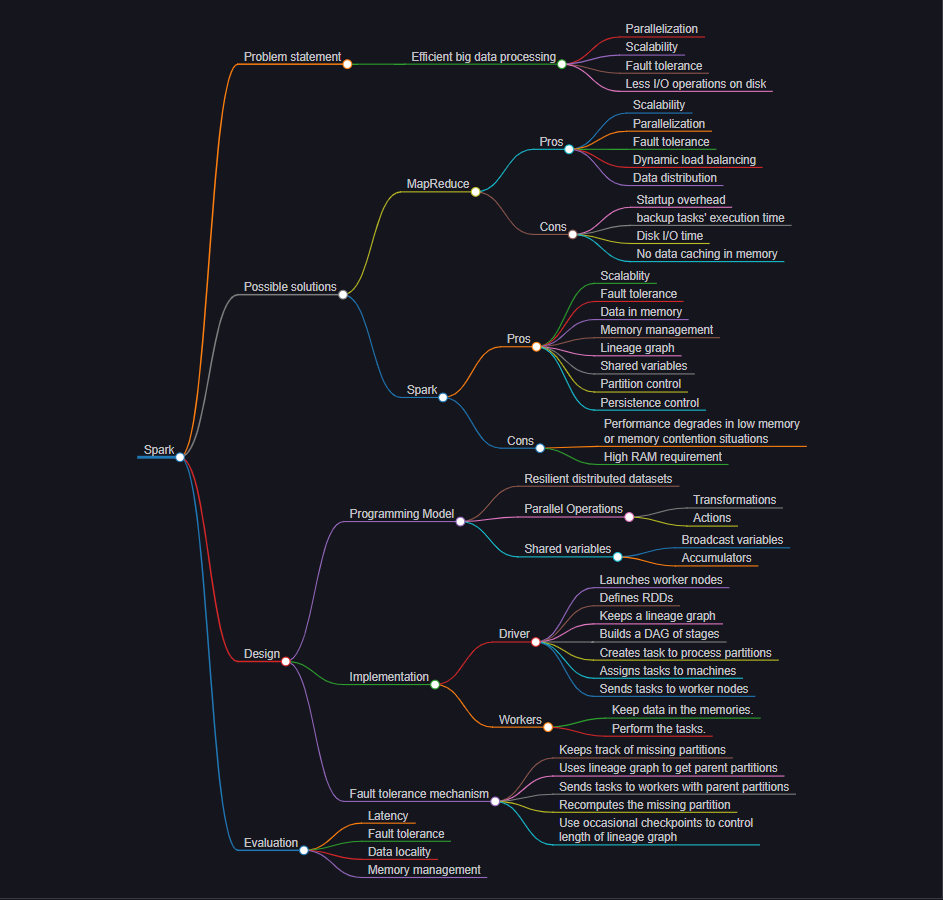 Spark
Problem statement
Efficient big data processing
Parallelization
Scalability
Fault tolerance
Less I/O operations on disk
Possible solutions
MapReduce
Pros
Scalability
Parallelization
Fault tolerance
Dynamic load balancing
Data distribution
Cons
Startup overhead
backup tasks' execution time
Disk I/O time
No data caching in memory
Spark
Pros
Scalablity
Fault tolerance
Data in memory
Memory management
Lineage graph
Shared variables
Partition control
Persistence control
Cons
Performance degrades in low memory
or memory contention situations
High RAM requirement
Design
Programming Model
Resilient distributed datasets
Parallel Operations
Transformations
Actions
Shared variables
Broadcast variables
Accumulators
Implementation
Driver
Launches worker nodes
Defines RDDs
Keeps a lineage graph
Builds a DAG of stages
Creates task to process partitions
Assigns tasks to machines
Sends tasks to worker nodes
Workers
Keep data in the memories.
Perform the tasks.
Fault tolerance mechanism
Keeps track of missing partitions
Uses lineage graph to get parent partitions
Sends tasks to workers with parent partitions
Recomputes the missing partition
Use occasional checkpoints to control
length of lineage graph
Evaluation
Latency
Fault tolerance
Data locality
Memory management